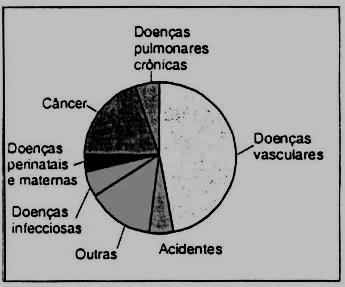 Doenças
pulmonares
crônicas
Câncer
Doenças
vasculares
Doenças
perinatais
e maternas
Doenças
infecciosas
Outras
Acidentes